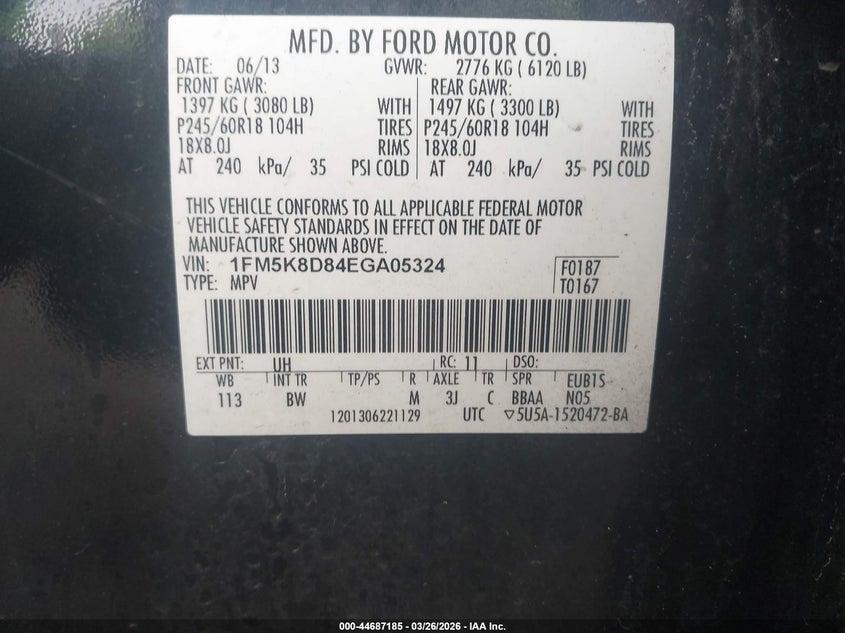 MFD. BY FORD MOTOR CO.
DATE: 06/13 GVWR: 2776 KG ( 6120 LB)
FRONT GAWR: REAR GAWR:
1397 KG ( 3080 LB) WITH 1497 KG ( 3300 LB) WITH
P245/60R18 104H TIRES P245/60R18 104H TIRES
18X8.0J RIMS 18X8.0J RIMS
AT 240 kPa/ 35 PSI COLD AT 240 kPa/ 35 PSI COLD
THIS VEHICLE CONFORMS TO ALL APPLICABLE FEDERAL MOTOR
VEHICLE SAFETY STANDARDS IN EFFECT ON THE DATE OF
MANUFACTURE SHOWN ABOVE.
VIN: 1FM5K8D84EGA05324 F0187
TYPE: MPV T0167
EXT PNT: UH RC: 11 DSO:
WB INT TR TP/PS R AXLE TR SPR EUB1S
113 BW M 3J C BBAA N05
1201306221129 UTC ▽5U5A-1520472-BA
000-44687185 - 03/26/2026 - IAA Inc.